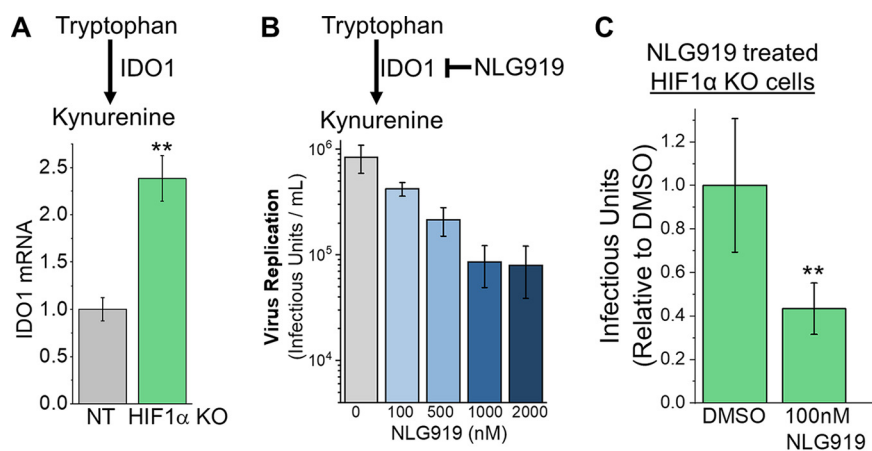 A
Tryptophan
IDO1
Kynurenine
**
IDO1 mRNA
2.5
2.0
1.5
1.0
0.5
0.0
NT HIF1α KO
B
Tryptophan
IDO1 NLG919
Kynurenine
Virus Replication
(Infectious Units / mL)
10^6
10^5
10^4
0 100 500 1000 2000
NLG919 (nM)
C
NLG919 treated
HIF1α KO cells
Infectious Units
(Relative to DMSO)
1.2
1.0
0.8
0.6
0.4
0.2
0.0
**
DMSO 100nM
NLG919